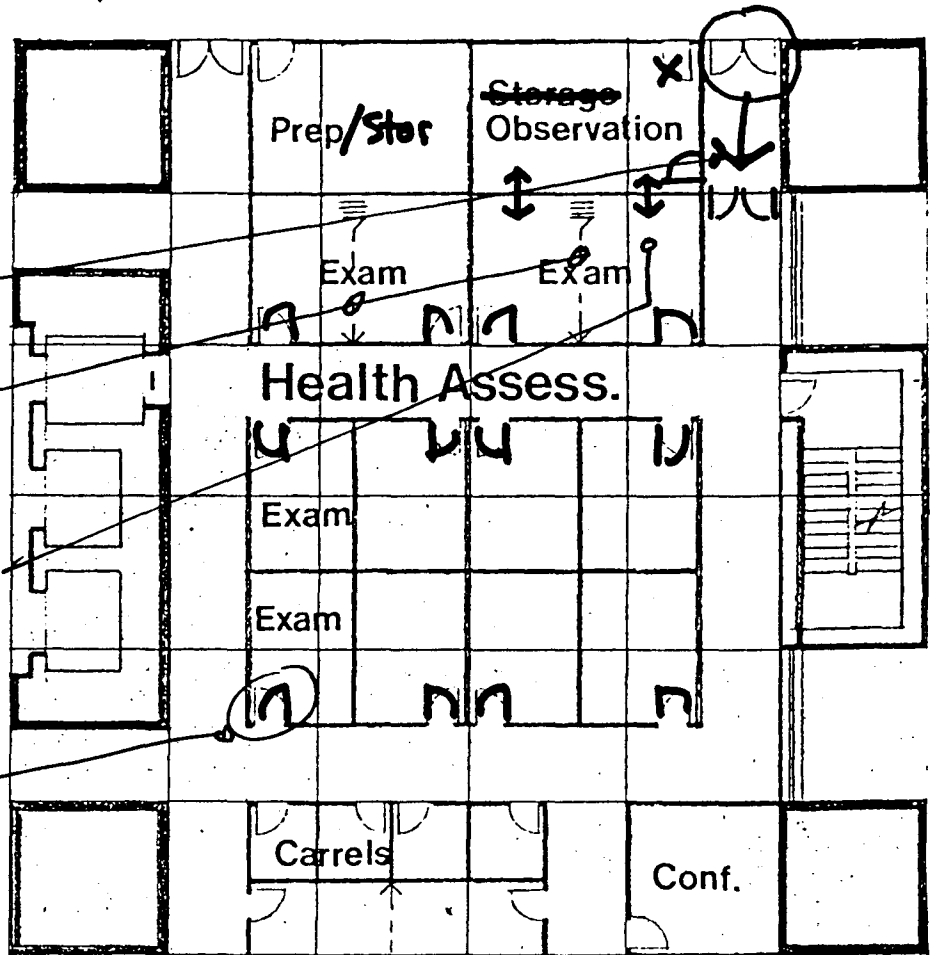 Prep/Stor
Storage
Observation
Exam
Exam
Health Assess.
Exam
Exam
Carrels
Conf.